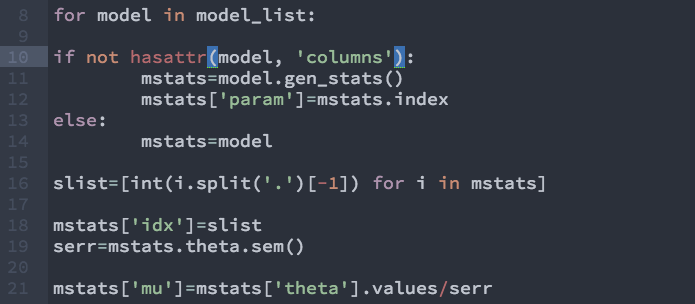 8 for model in model_list:
9
10 if not hasattr(model, 'columns'):
11         mstats=model.gen_stats()
12         mstats['param']=mstats.index
13 else:
14         mstats=model
15
16 slist=[int(i.split('.')[-1]) for i in mstats]
17
18 mstats['idx']=slist
19 serr=mstats.theta.sem()
20
21 mstats['mu']=mstats['theta'].values/serr